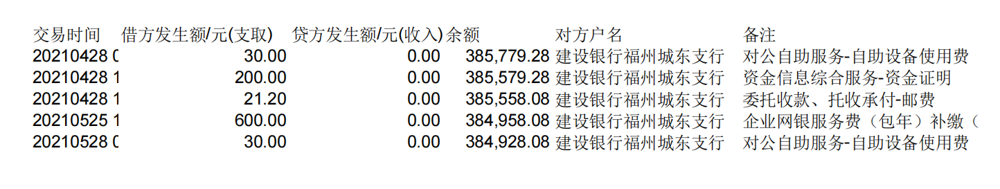 交易时间 借方发生额/元(支取) 贷方发生额/元(收入) 余额 对方户名 备注
20210428 0 30.00 0.00 385,779.28 建设银行福州城东支行 对公自助服务-自助设备使用费
20210428 1 200.00 0.00 385,579.28 建设银行福州城东支行 资金信息综合服务-资金证明
20210428 1 21.20 0.00 385,558.08 建设银行福州城东支行 委托收款、托收承付-邮费
20210525 1 600.00 0.00 384,958.08 建设银行福州城东支行 企业网银服务费（包年）补缴（
20210528 0 30.00 0.00 384,928.08 建设银行福州城东支行 对公自助服务-自助设备使用费